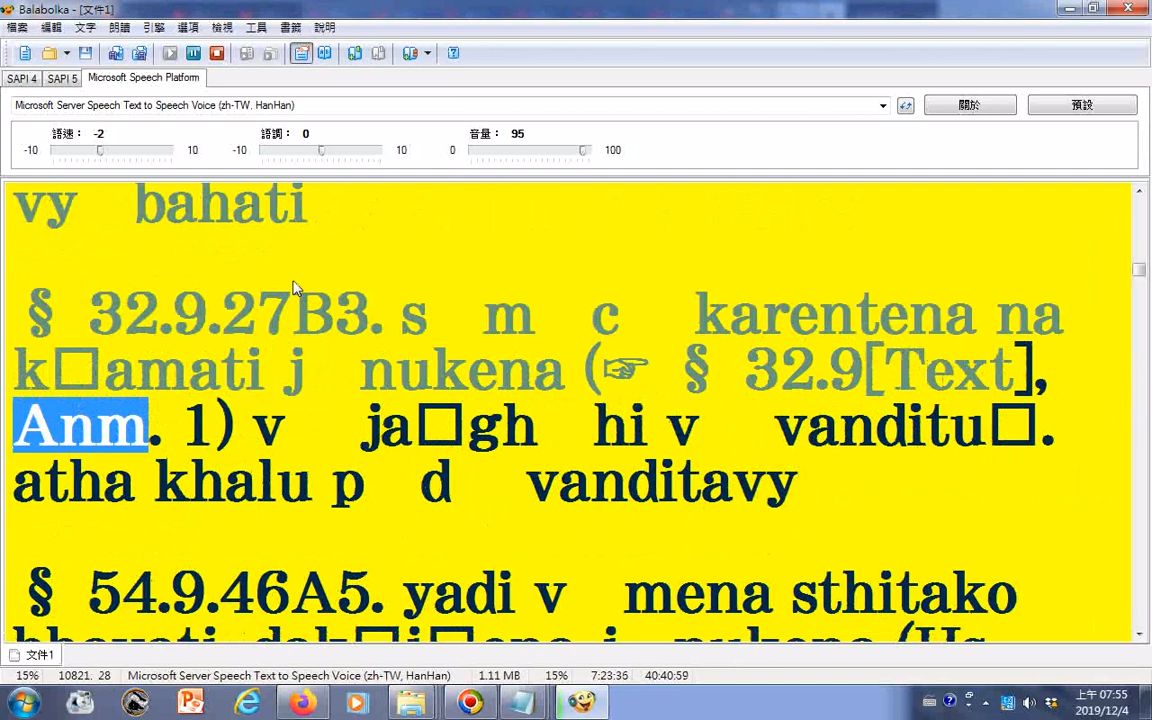 Balabolka - [文件1]
檔案 編輯 文字 朗讀 引擎 選項 檢視 工具 書籤 說明
SAPI 4 SAPI 5 Microsoft Speech Platform
Microsoft Server Speech Text to Speech Voice (zh-TW, HanHan) 關於 預設
語速： -2 語調： 0 音量： 95
-10 10 -10 10 0 100
vy bahati
§ 32.9.27B3. s m c karentena na
k□amati j nukena (☞ § 32.9[Text],
Anm. 1) v ja□gh hi v vanditu□.
atha khalu p d vanditavy
§ 54.9.46A5. yadi v mena sthitako
文件1
15% 10821. 28 Microsoft Server Speech Text to Speech Voice (zh-TW, HanHan) 1.11 MB 15% 7:23:36 40:40:59
上午 07:55
2019/12/4